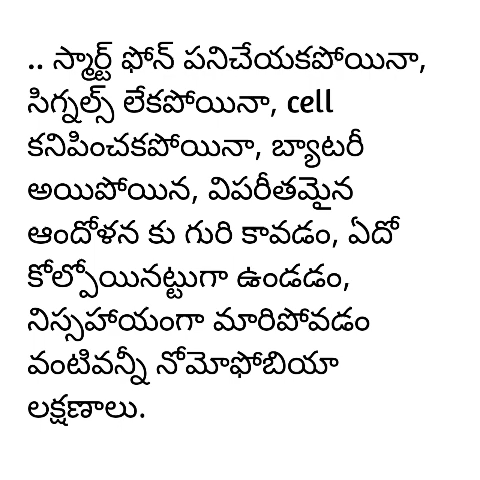 .. స్మార్ట్ ఫోన్ పనిచేయకపోయినా,
సిగ్నల్స్ లేకపోయినా, cell
కనిపించకపోయినా, బ్యాటరీ
అయిపోయిన, విపరీతమైన
ఆందోళన కు గురి కావడం, ఏదో
కోల్పోయినట్టుగా ఉండడం,
నిస్సహాయంగా మారిపోవడం
వంటివన్నీ నోమోఫోబియా
లక్షణాలు.